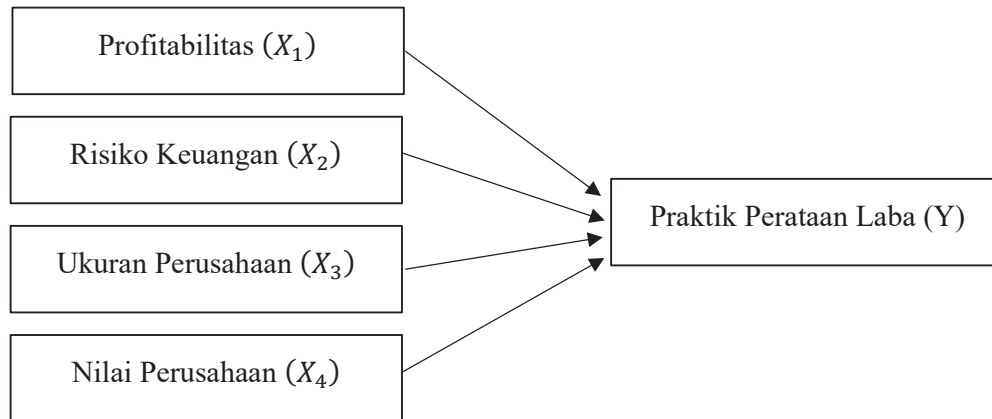 Profitabilitas (𝑋₁)
Risiko Keuangan (𝑋₂)
Praktik Perataan Laba (Y)
Ukuran Perusahaan (𝑋₃)
Nilai Perusahaan (𝑋₄)